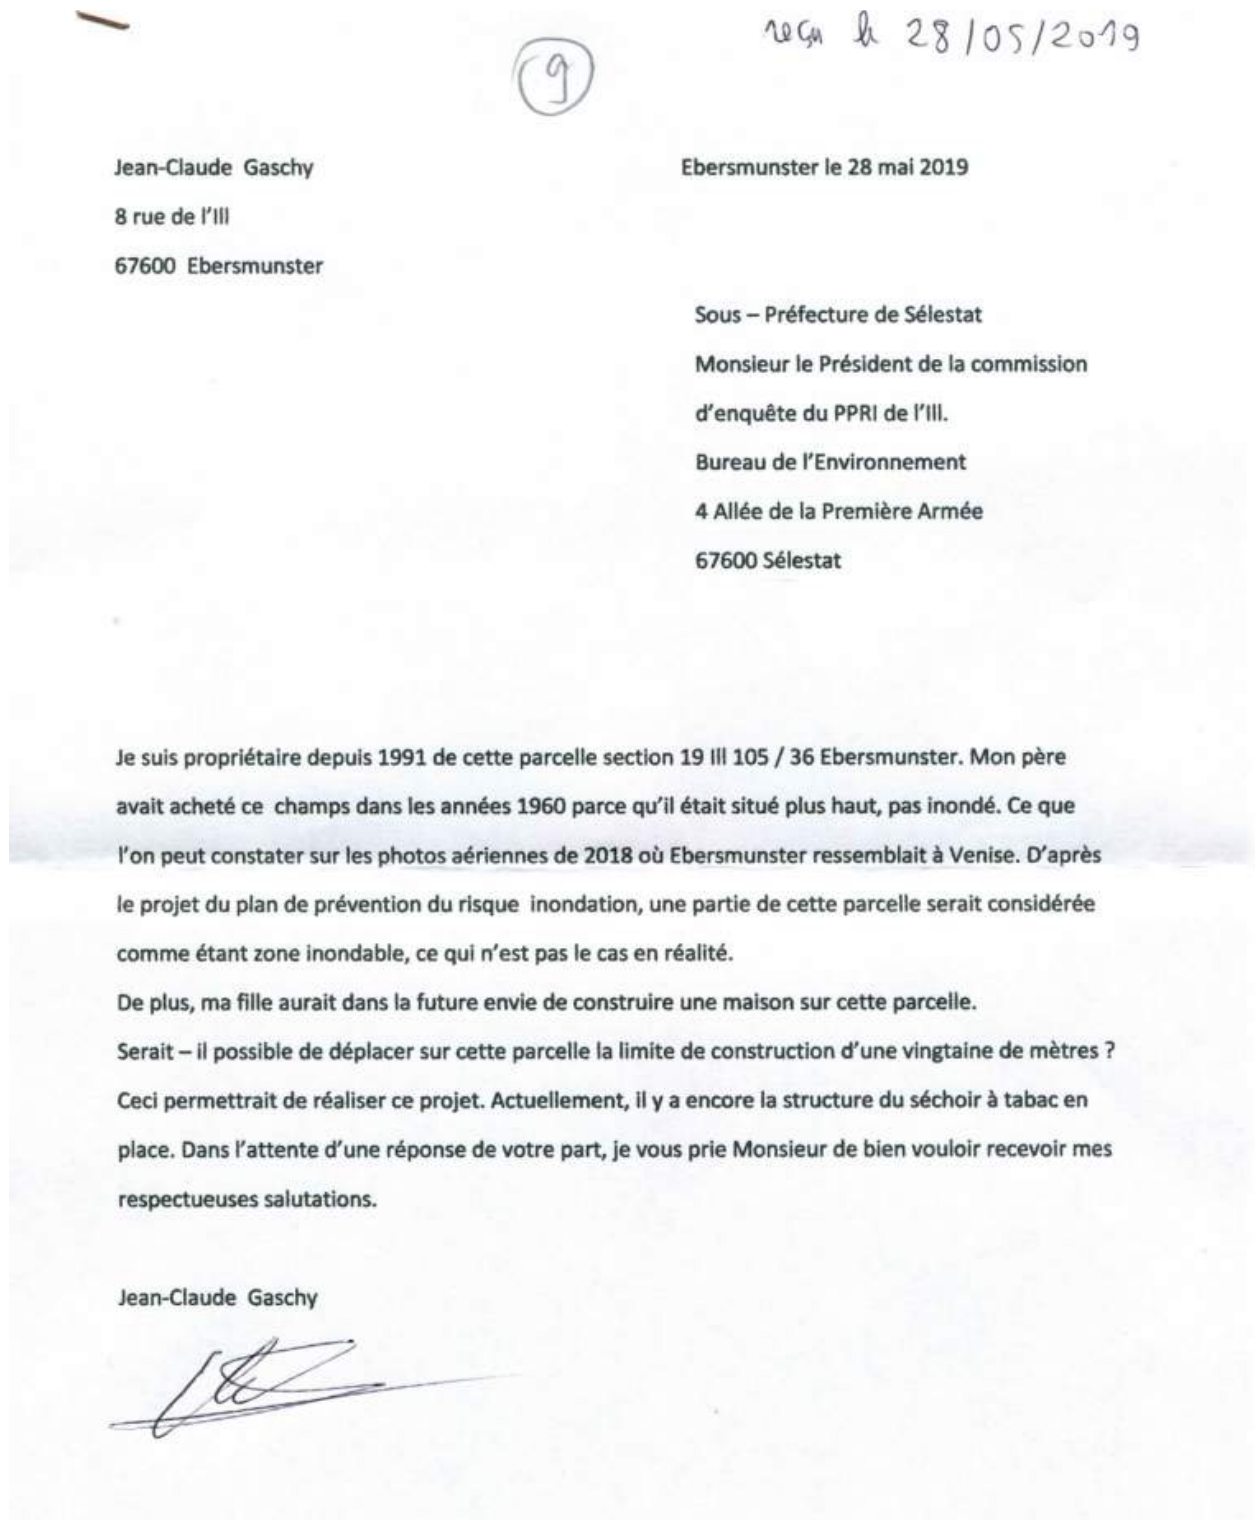 reçu le 28/05/2019
9
Jean-Claude Gaschy
Ebersmunster le 28 mai 2019
8 rue de l'Ill
67600 Ebersmunster
Sous – Préfecture de Sélestat
Monsieur le Président de la commission
d'enquête du PPRI de l'Ill.
Bureau de l'Environnement
4 Allée de la Première Armée
67600 Sélestat
Je suis propriétaire depuis 1991 de cette parcelle section 19 Ill 105 / 36 Ebersmunster. Mon père
avait acheté ce champs dans les années 1960 parce qu'il était situé plus haut, pas inondé. Ce que
l'on peut constater sur les photos aériennes de 2018 où Ebersmunster ressemblait à Venise. D'après
le projet du plan de prévention du risque inondation, une partie de cette parcelle serait considérée
comme étant zone inondable, ce qui n'est pas le cas en réalité.
De plus, ma fille aurait dans la future envie de construire une maison sur cette parcelle.
Serait – il possible de déplacer sur cette parcelle la limite de construction d'une vingtaine de mètres ?
Ceci permettrait de réaliser ce projet. Actuellement, il y a encore la structure du séchoir à tabac en
place. Dans l'attente d'une réponse de votre part, je vous prie Monsieur de bien vouloir recevoir mes
respectueuses salutations.
Jean-Claude Gaschy